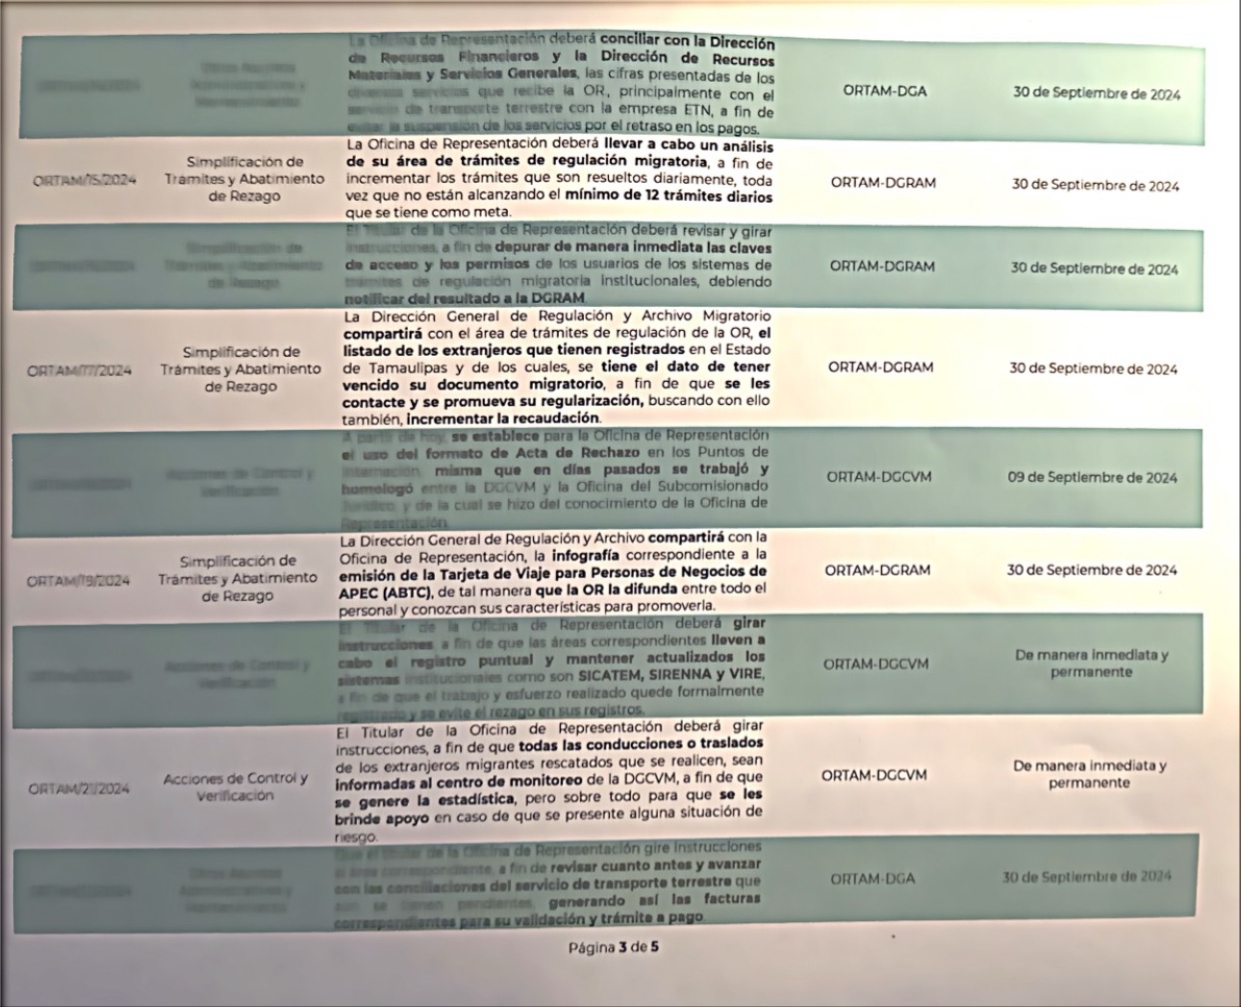 La Oficina de Representación deberá conciliar con la Dirección
de Recursos Financieros y la Dirección de Recursos
Materiales y Servicios Generales, las cifras presentadas de los
diversos servicios que recibe la OR, principalmente con el
servicio de transporte terrestre con la empresa ETN, a fin de
evitar la suspensión de los servicios por el retraso en los pagos.
ORTAM-DGA
30 de Septiembre de 2024
ORTAM/15/2024
Simplificación de
Trámites y Abatimiento
de Rezago
La Oficina de Representación deberá llevar a cabo un análisis
de su área de trámites de regulación migratoria, a fin de
incrementar los trámites que son resueltos diariamente, toda
vez que no están alcanzando el mínimo de 12 trámites diarios
que se tiene como meta.
ORTAM-DGRAM
30 de Septiembre de 2024
Simplificación de
Trámites y Abatimiento
de Rezago
El Titular de la Oficina de Representación deberá revisar y girar
instrucciones, a fin de depurar de manera inmediata las claves
de acceso y los permisos de los usuarios de los sistemas de
trámites de regulación migratoria institucionales, debiendo
notificar del resultado a la DGRAM.
ORTAM-DGRAM
30 de Septiembre de 2024
ORTAM/17/2024
Simplificación de
Trámites y Abatimiento
de Rezago
La Dirección General de Regulación y Archivo Migratorio
compartirá con el área de trámites de regulación de la OR, el
listado de los extranjeros que tienen registrados en el Estado
de Tamaulipas y de los cuales, se tiene el dato de tener
vencido su documento migratorio, a fin de que se les
contacte y se promueva su regularización, buscando con ello
también, incrementar la recaudación.
ORTAM-DGRAM
30 de Septiembre de 2024
Acciones de Control y
Verificación
A partir de hoy, se establece para la Oficina de Representación
el uso del formato de Acta de Rechazo en los Puntos de
Internación, misma que en días pasados se trabajó y
homologó entre la DGCVM y la Oficina del Subcomisionado
Jurídico, y de la cual se hizo del conocimiento de la Oficina de
Representación.
ORTAM-DGCVM
09 de Septiembre de 2024
ORTAM/19/2024
Simplificación de
Trámites y Abatimiento
de Rezago
La Dirección General de Regulación y Archivo compartirá con la
Oficina de Representación, la infografía correspondiente a la
emisión de la Tarjeta de Viaje para Personas de Negocios de
APEC (ABTC), de tal manera que la OR la difunda entre todo el
personal y conozcan sus características para promoverla.
ORTAM-DGRAM
30 de Septiembre de 2024
Acciones de Control y
Verificación
El Titular de la Oficina de Representación deberá girar
instrucciones, a fin de que las áreas correspondientes lleven a
cabo el registro puntual y mantener actualizados los
sistemas institucionales como son SICATEM, SIRENNA y VIRE,
a fin de que el trabajo y esfuerzo realizado quede formalmente
registrado y se evite el rezago en sus registros.
ORTAM-DGCVM
De manera inmediata y
permanente
ORTAM/21/2024
Acciones de Control y
Verificación
El Titular de la Oficina de Representación deberá girar
instrucciones, a fin de que todas las conducciones o traslados
de los extranjeros migrantes rescatados que se realicen, sean
informadas al centro de monitoreo de la DGCVM, a fin de que
se genere la estadística, pero sobre todo para que se les
brinde apoyo en caso de que se presente alguna situación de
riesgo.
ORTAM-DGCVM
De manera inmediata y
permanente
Que el titular de la Oficina de Representación gire instrucciones
al área correspondiente, a fin de revisar cuanto antes y avanzar
con las conciliaciones del servicio de transporte terrestre que
aún se tienen pendientes, generando así las facturas
correspondientes para su validación y trámite a pago.
ORTAM-DGA
30 de Septiembre de 2024
Página 3 de 5